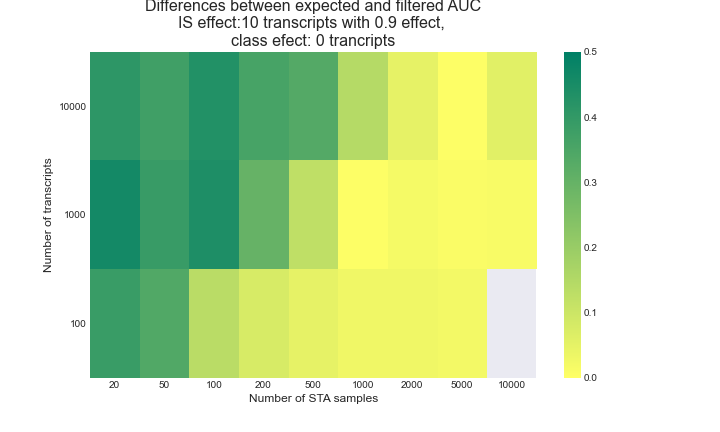 Differences between expected and filtered AUC
IS effect:10 transcripts with 0.9 effect,
class efect: 0 trancripts
Number of transcripts
10000
1000
100
20 50 100 200 500 1000 2000 5000 10000
Number of STA samples
0.5
0.4
0.3
0.2
0.1
0.0